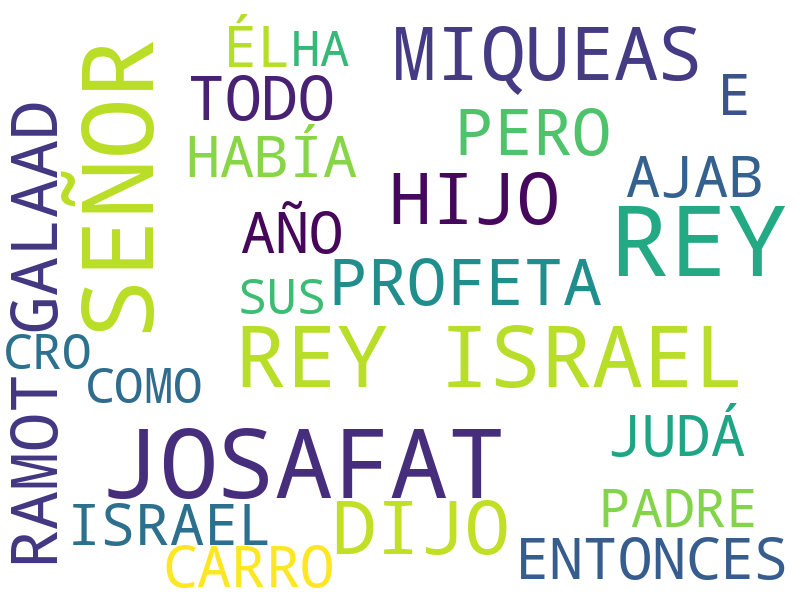 ÉL
HA
MIQUEAS
TODO
E
PERO
HABÍA
AJAB
SEÑOR
GALAAD
HIJO
AÑO
REY
PROFETA
SUS
REY ISRAEL
CRO
COMO
RAMOT
JOSAFAT
JUDÁ
ISRAEL
DIJO
PADRE
ENTONCES
CARRO